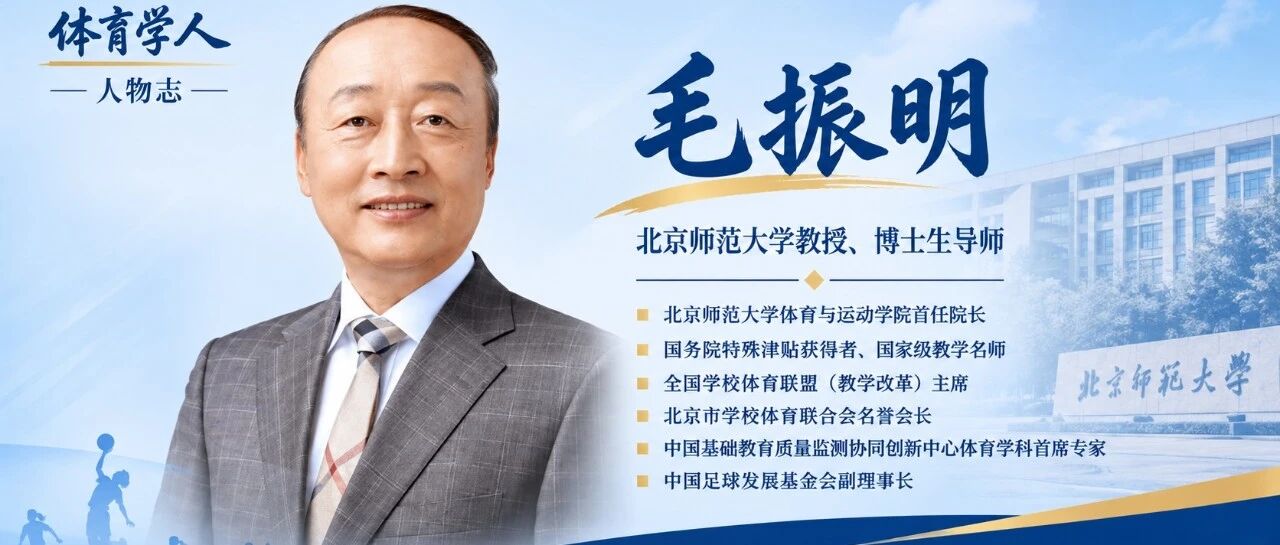 体育学人
人物志
毛振明
北京师范大学教授、博士生导师
北京师范大学体育与运动学院首任院长
国务院特殊津贴获得者、国家级教学名师
全国学校体育联盟（教学改革）主席
北京市学校体育联合会名誉会长
中国基础教育质量监测协同创新中心体育学科首席专家
中国足球发展基金会副理事长
北京师范大学